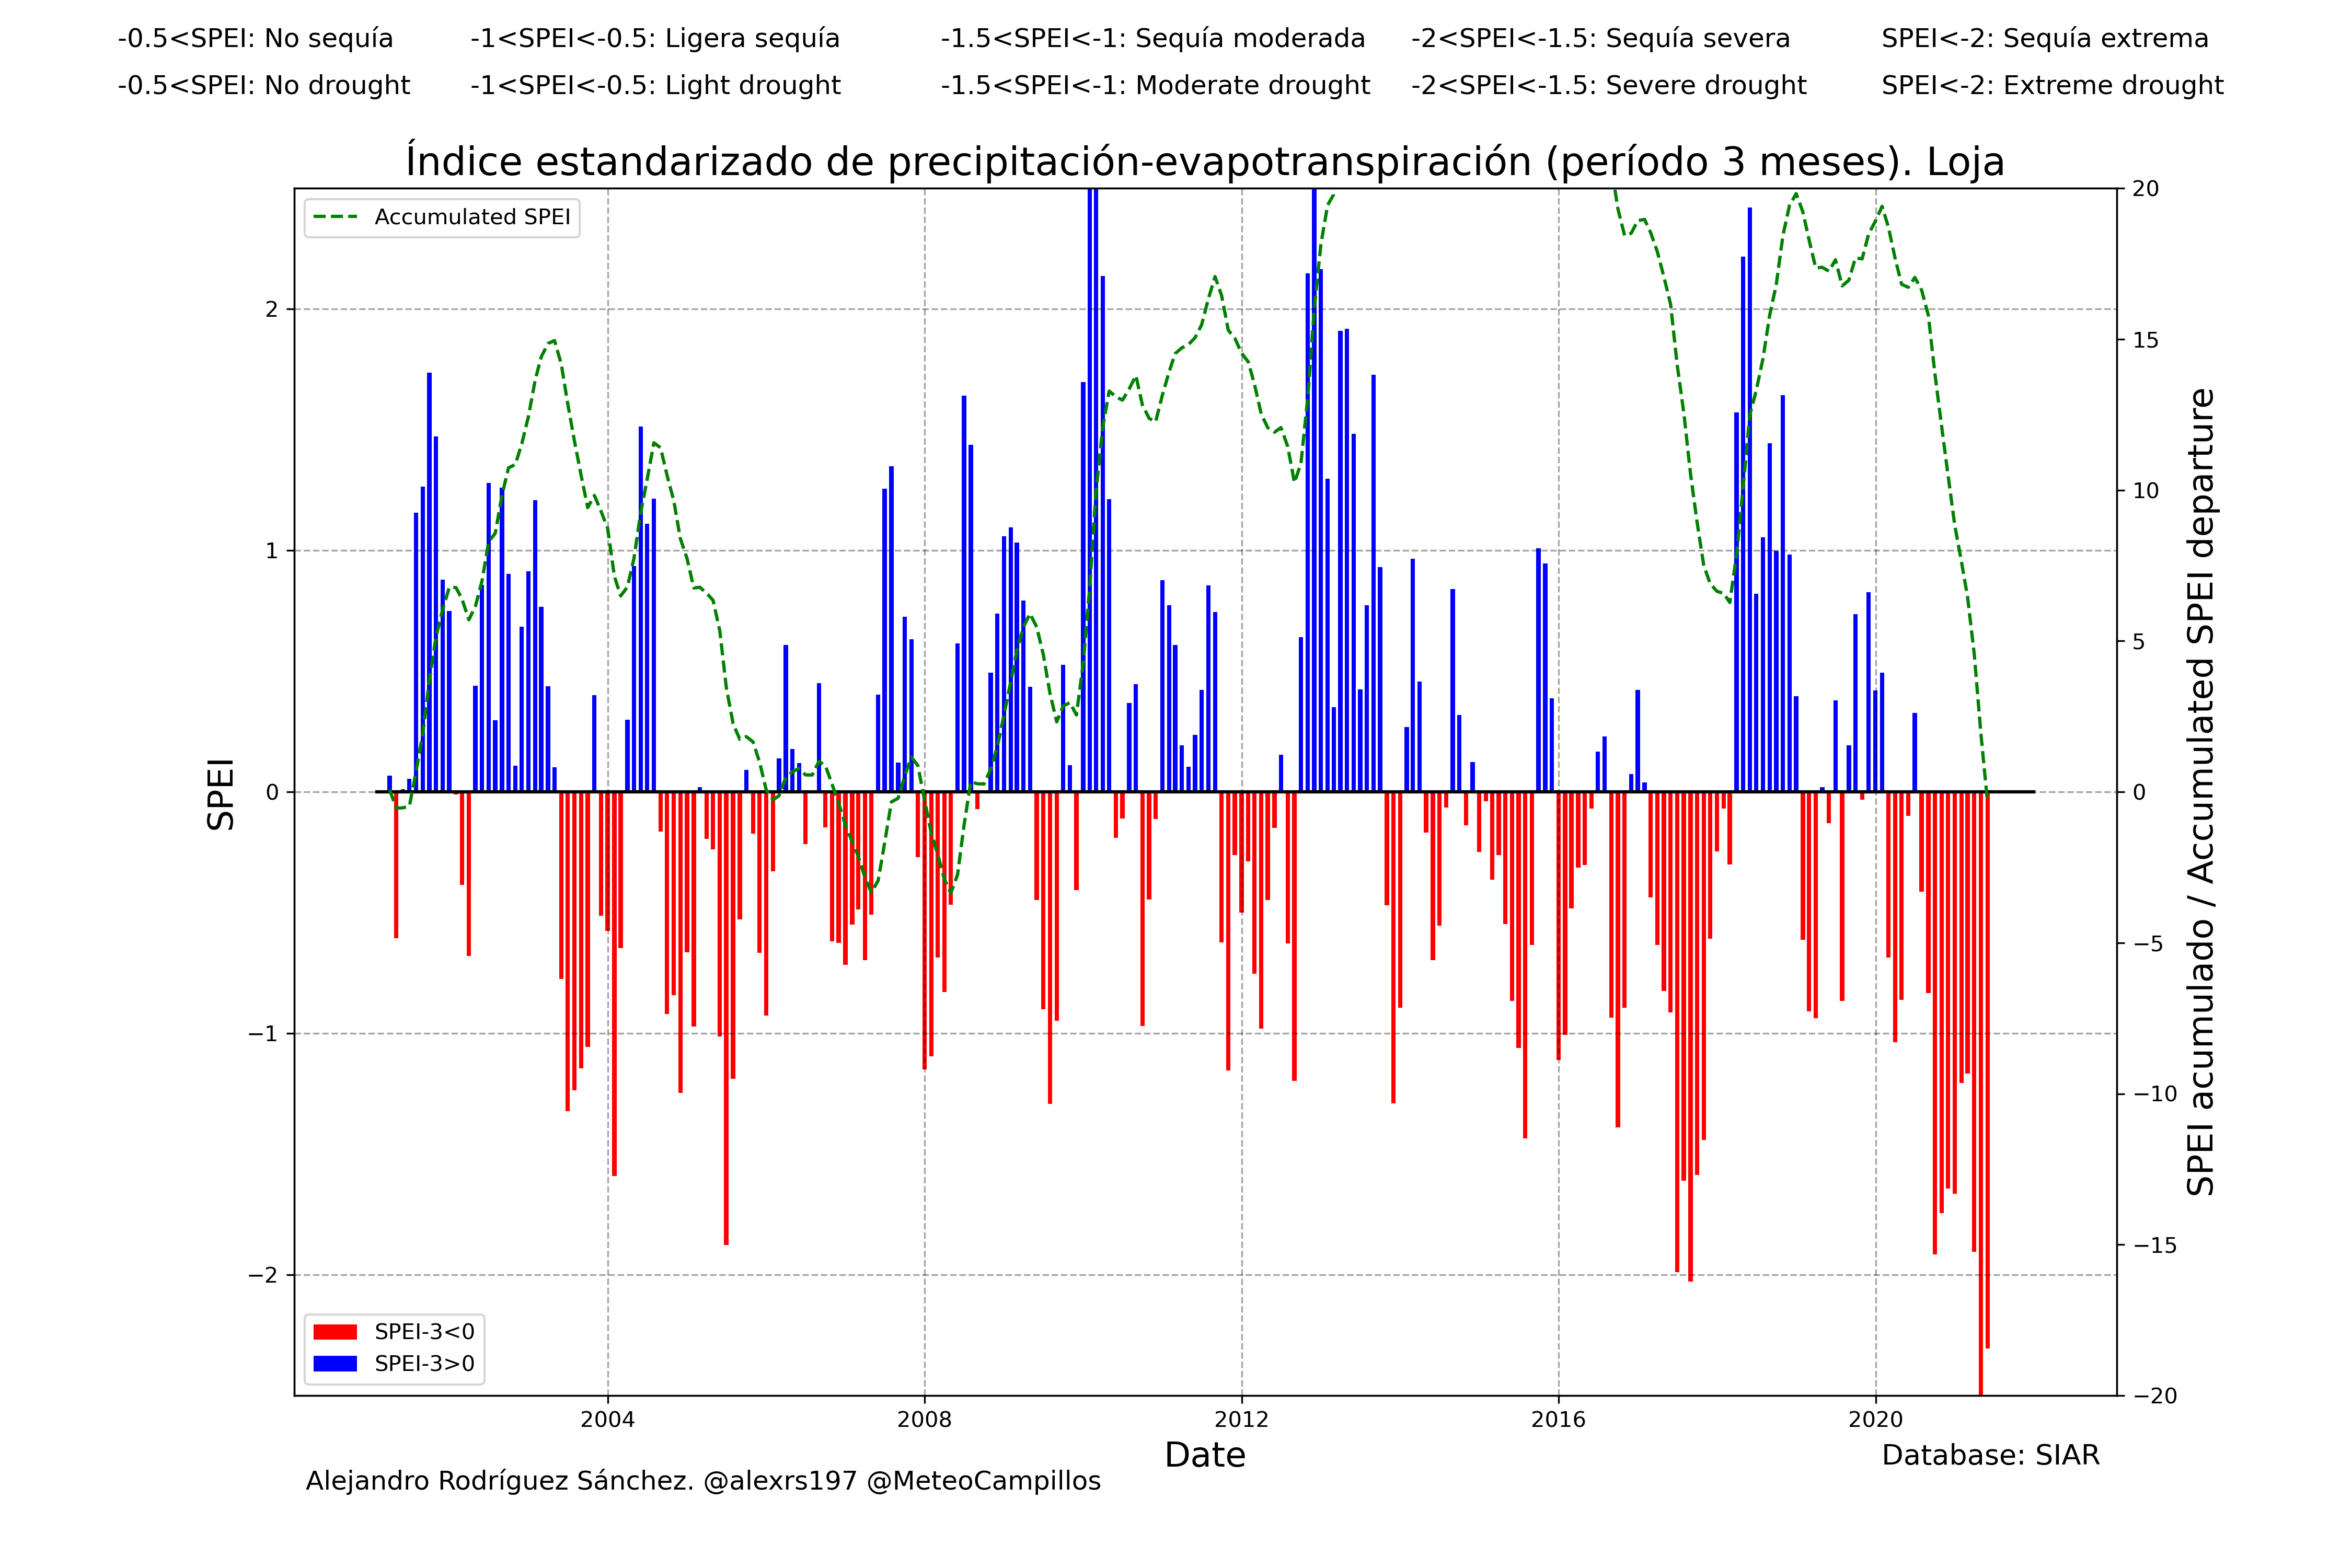 -0.5<SPEI: No sequía -1<SPEI<-0.5: Ligera sequía -1.5<SPEI<-1: Sequía moderada -2<SPEI<-1.5: Sequía severa SPEI<-2: Sequía extrema
-0.5<SPEI: No drought -1<SPEI<-0.5: Light drought -1.5<SPEI<-1: Moderate drought -2<SPEI<-1.5: Severe drought SPEI<-2: Extreme drought
Índice estandarizado de precipitación-evapotranspiración (período 3 meses). Loja
Accumulated SPEI
SPEI
2
1
0
−1
−2
20
15
10
5
0
−5
−10
−15
−20
SPEI acumulado / Accumulated SPEI departure
SPEI-3<0
SPEI-3>0
2004 2008 2012 2016 2020
Date
Database: SIAR
Alejandro Rodríguez Sánchez. @alexrs197 @MeteoCampillos